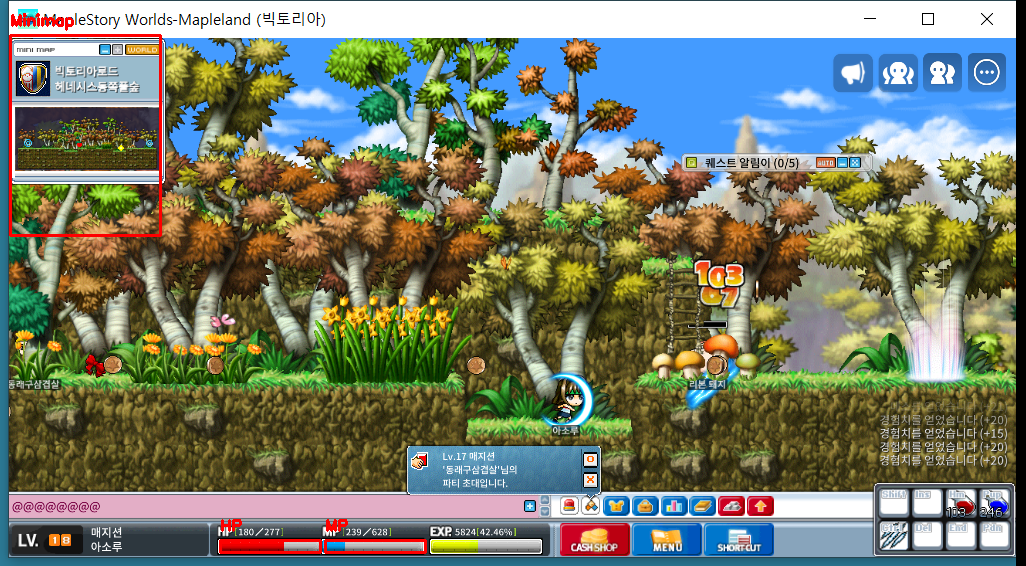 Minimap
MapleStory Worlds-Mapleland (빅토리아)
MINI MAP
WORLD
빅토리아로드
헤네시스동쪽풀숲
퀘스트 알림이 (0/5)
AUTO
103
67
동래구삼겹살
리본 돼지
아소루
경험치를 얻었습니다 (+20)
경험치를 얻었습니다 (+15)
경험치를 얻었습니다 (+20)
경험치를 얻었습니다 (+20)
Lv.17 매지션
'동래구삼겹살'님의
파티 초대입니다.
@@@@@@@@
LV. 18
매지션
아소루
HP
HP [180/277]
MP
MP [239/628]
EXP. 5824[42.46%]
CASH SHOP
MENU
SHORT-CUT
Shift
Ins
Hm
Pup
103
246
Ctrl
Del
End
Pdn